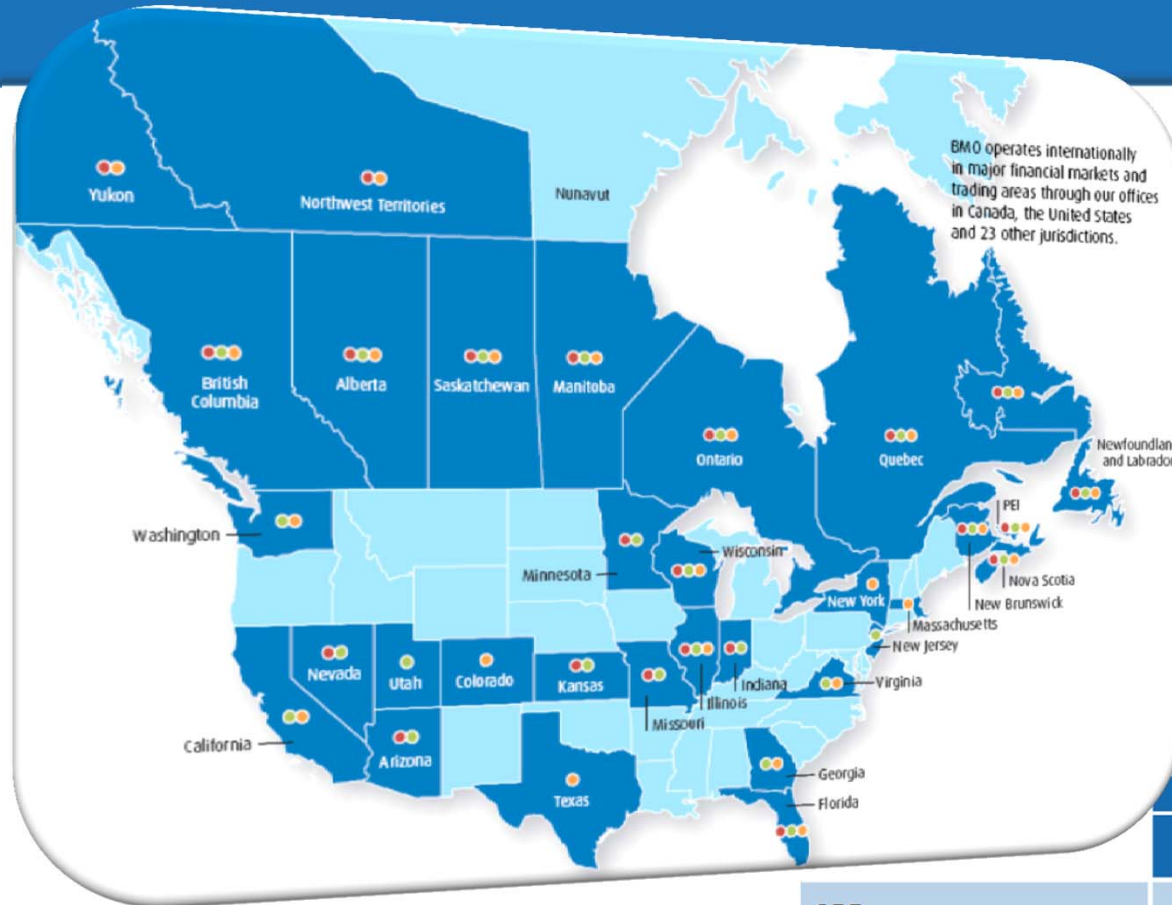 BMO operates internationally
in major financial markets and
trading areas through our offices
in Canada, the United States
and 23 other jurisdictions.
Yukon
Northwest Territories
Nunavut
British
Columbia
Alberta
Saskatchewan
Manitoba
Ontario
Quebec
Newfoundlan
and Labrador
PEI
Nova Scotia
New Brunswick
Washington
Minnesota
Wisconsin
New York
Massachusetts
New Jersey
Nevada
Utah
Colorado
Kansas
Indiana
Illinois
Missouri
Virginia
California
Arizona
Texas
Georgia
Florida